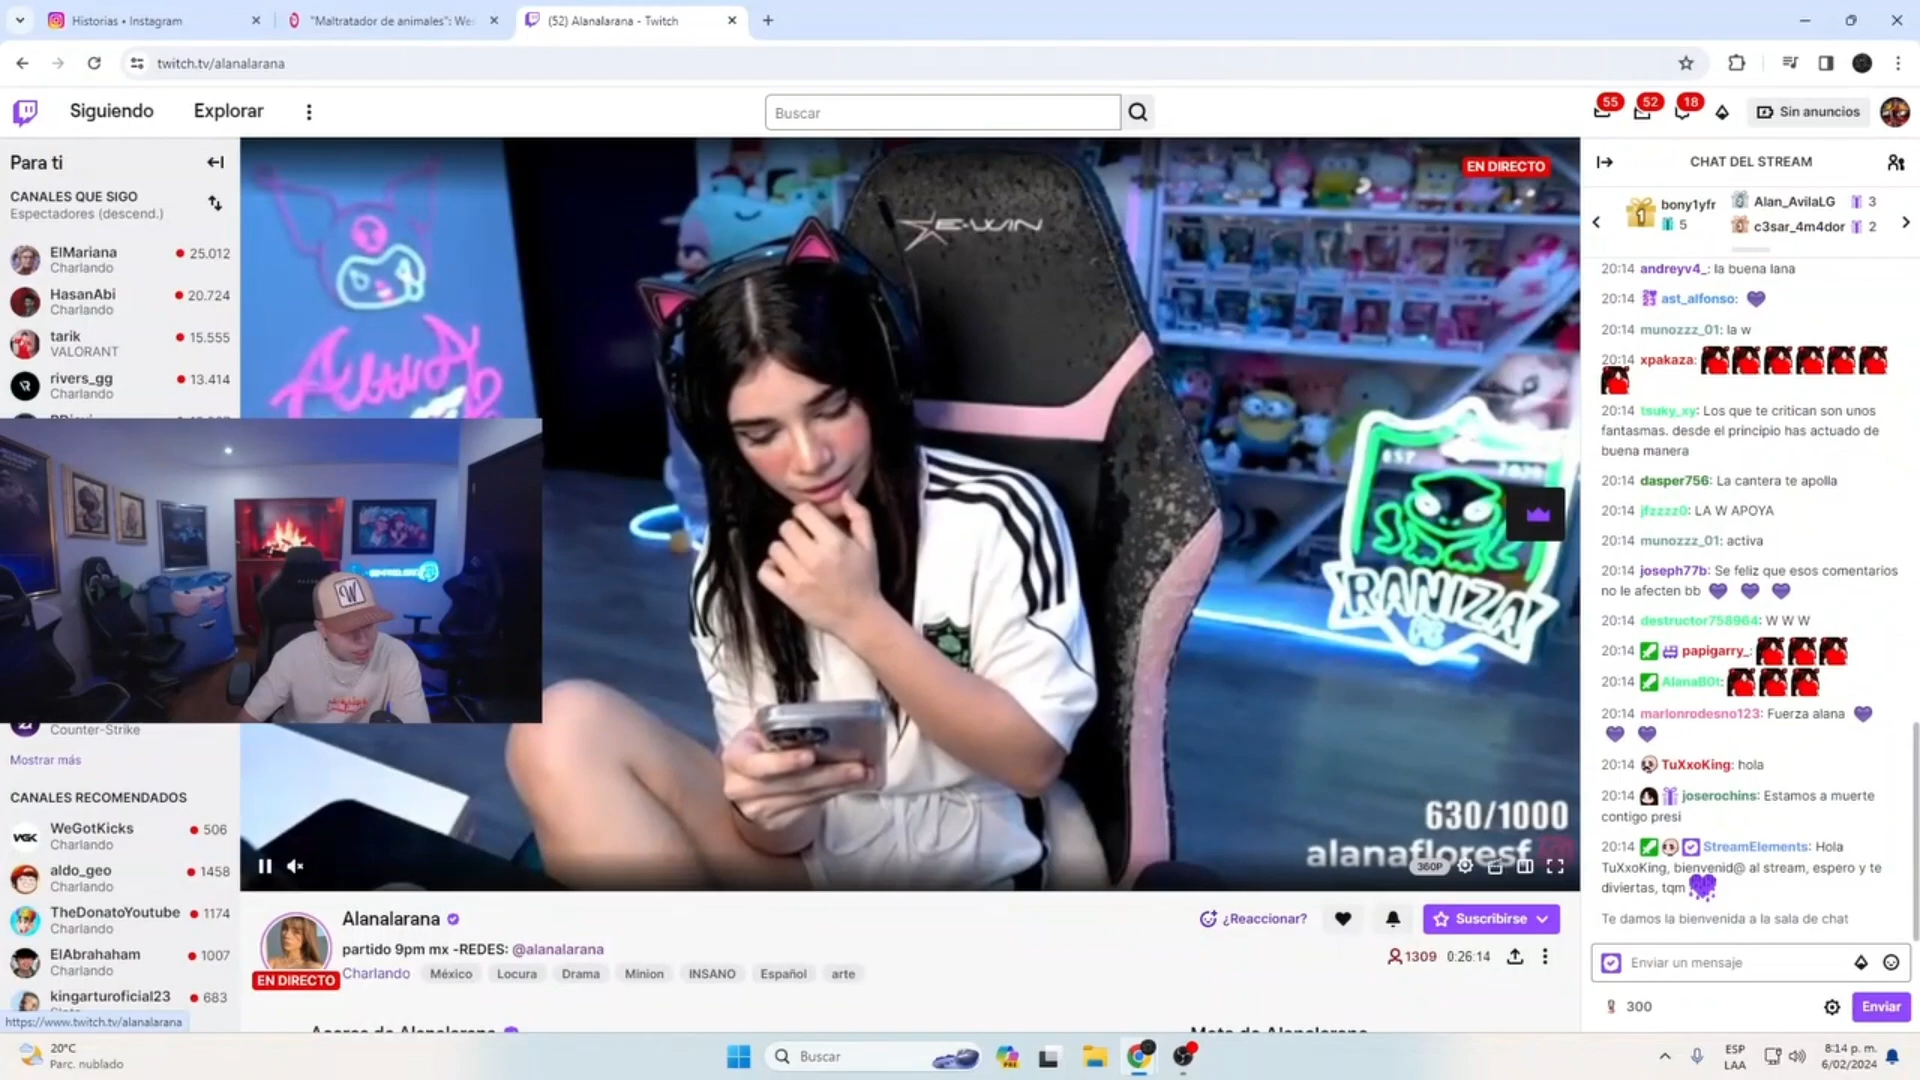 Historias • Instagram
"Maltratador de animales": We
(52) Alanalarana - Twitch
twitch.tv/alanalarana
Siguiendo
Explorar
Buscar
55
52
18
Sin anuncios
Para ti
CANALES QUE SIGO
Espectadores (descend.)
ElMariana
25.012
Charlando
HasanAbi
20.724
Charlando
tarik
15.555
VALORANT
rivers_gg
13.414
Charlando
Counter-Strike
Mostrar más
CANALES RECOMENDADOS
WeGotKicks
506
Charlando
aldo_geo
1458
Charlando
TheDonatoYoutube
1174
Charlando
ElAbrahaham
1007
Charlando
kingarturoficial23
683
https://www.twitch.tv/alanalarana
EN DIRECTO
E-WIN
RANIZA
FC
W
630/1000
alanafloresf
360P
Alanalarana
partido 9pm mx -REDES: @alanalarana
Charlando
México
Locura
Drama
Minion
INSANO
Español
arte
EN DIRECTO
¿Reaccionar?
Suscribirse
1309
0:26:14
Acerca de Alanalarana
Meta de Alanalarana
CHAT DEL STREAM
1
bony1yfr
5
Alan_AvilaLG
3
c3sar_4m4dor
2
20:14 andreyv4_: la buena lana
20:14 ast_alfonso:
20:14 munozzz_01: la w
20:14 xpakaza:
20:14 tsuky_xy: Los que te critican son unos
fantasmas. desde el principio has actuado de
buena manera
20:14 dasper756: La cantera te apolla
20:14 jfzzzz0: LA W APOYA
20:14 munozzz_01: activa
20:14 joseph77b: Se feliz que esos comentarios
no le afecten bb
20:14 destructor758964: W W W
20:14 papigarry_:
20:14 AlanaB0t:
20:14 marlonrodesno123: Fuerza alana
20:14 TuXxoKing: hola
20:14 joserochins: Estamos a muerte
contigo presi
20:14 StreamElements: Hola
TuXxoKing, bienvenid@ al stream, espero y te
diviertas, tqm
Te damos la bienvenida a la sala de chat
Enviar un mensaje
300
Enviar
20°C
Parc. nublado
Buscar
PRE
ESP
LAA
8:14 p. m.
6/02/2024